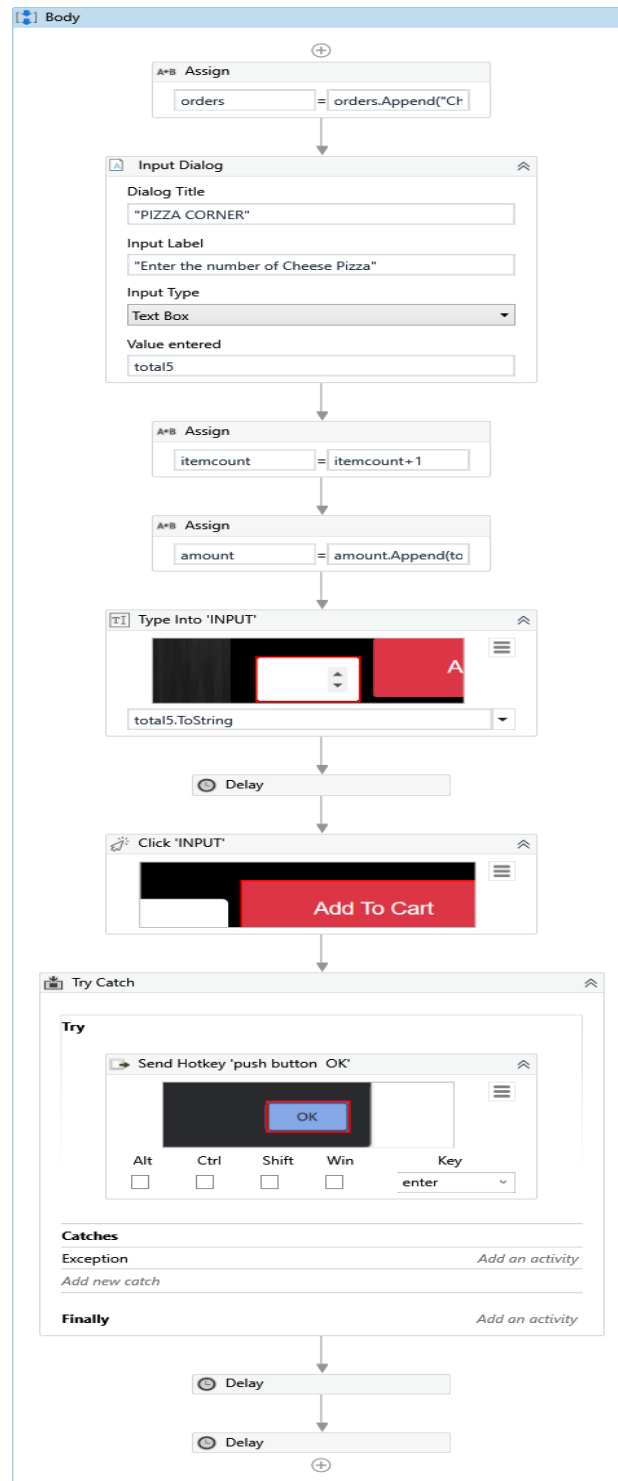 Body
A+B Assign
orders = orders.Append("Ch
Input Dialog
Dialog Title
"PIZZA CORNER"
Input Label
"Enter the number of Cheese Pizza"
Input Type
Text Box
Value entered
total5
A+B Assign
itemcount = itemcount+1
A+B Assign
amount = amount.Append(to
TI Type Into 'INPUT'
A
total5.ToString
Delay
Click 'INPUT'
Add To Cart
Try Catch
Try
Send Hotkey 'push button OK'
OK
Alt Ctrl Shift Win Key
enter
Catches
Exception Add an activity
Add new catch
Finally Add an activity
Delay
Delay